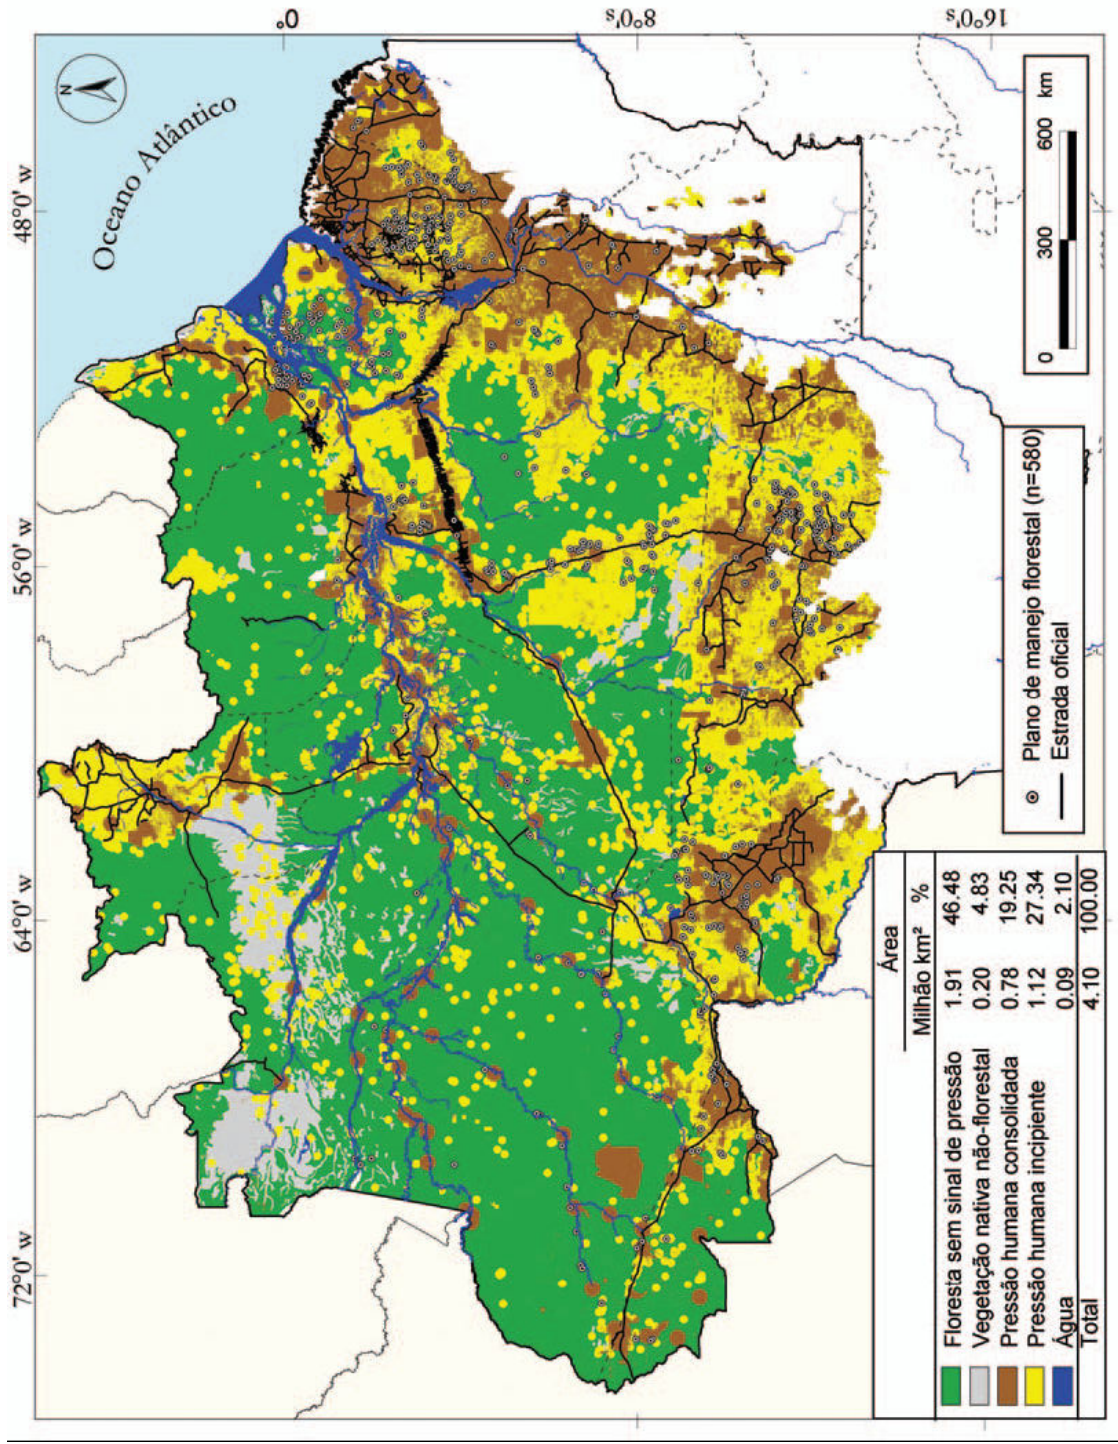 72°0' w
64°0' w
56°0' w
48°0' w
Oceano Atlântico
N
0°
8°0's
16°0's
Área
Milhão km² %
Floresta sem sinal de pressão 1.91 46.48
Vegetação nativa não-florestal 0.20 4.83
Pressão humana consolidada 0.78 19.25
Pressão humana incipiente 1.12 27.34
Água 0.09 2.10
Total 4.10 100.00
Plano de manejo florestal (n=580)
Estrada oficial
0 300 600 km